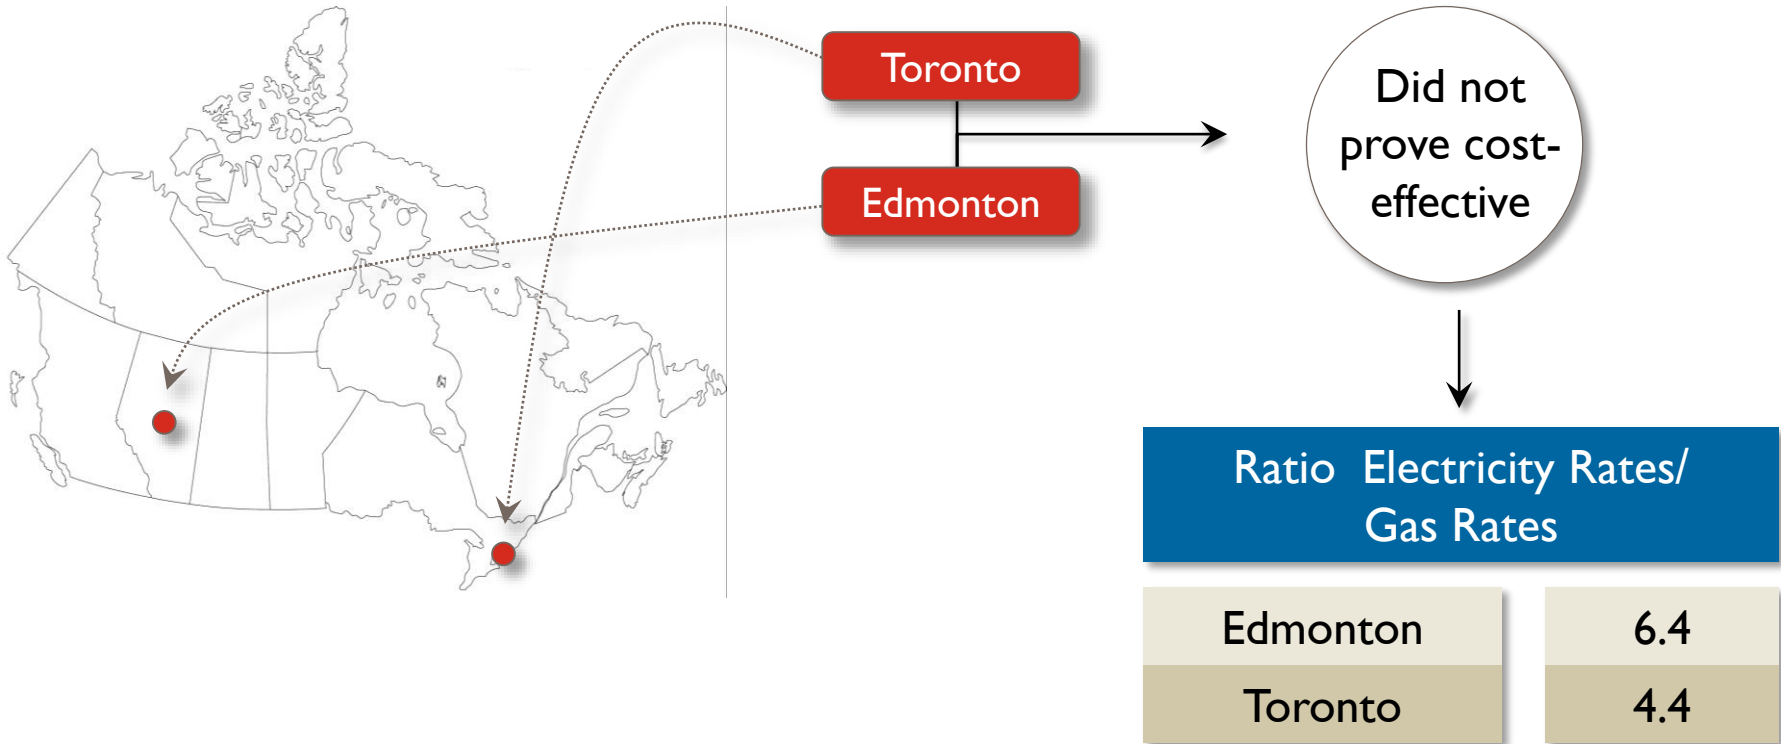 Toronto
Edmonton
Did not
prove cost-
effective
Ratio Electricity Rates/
Gas Rates
Edmonton 6.4
Toronto 4.4